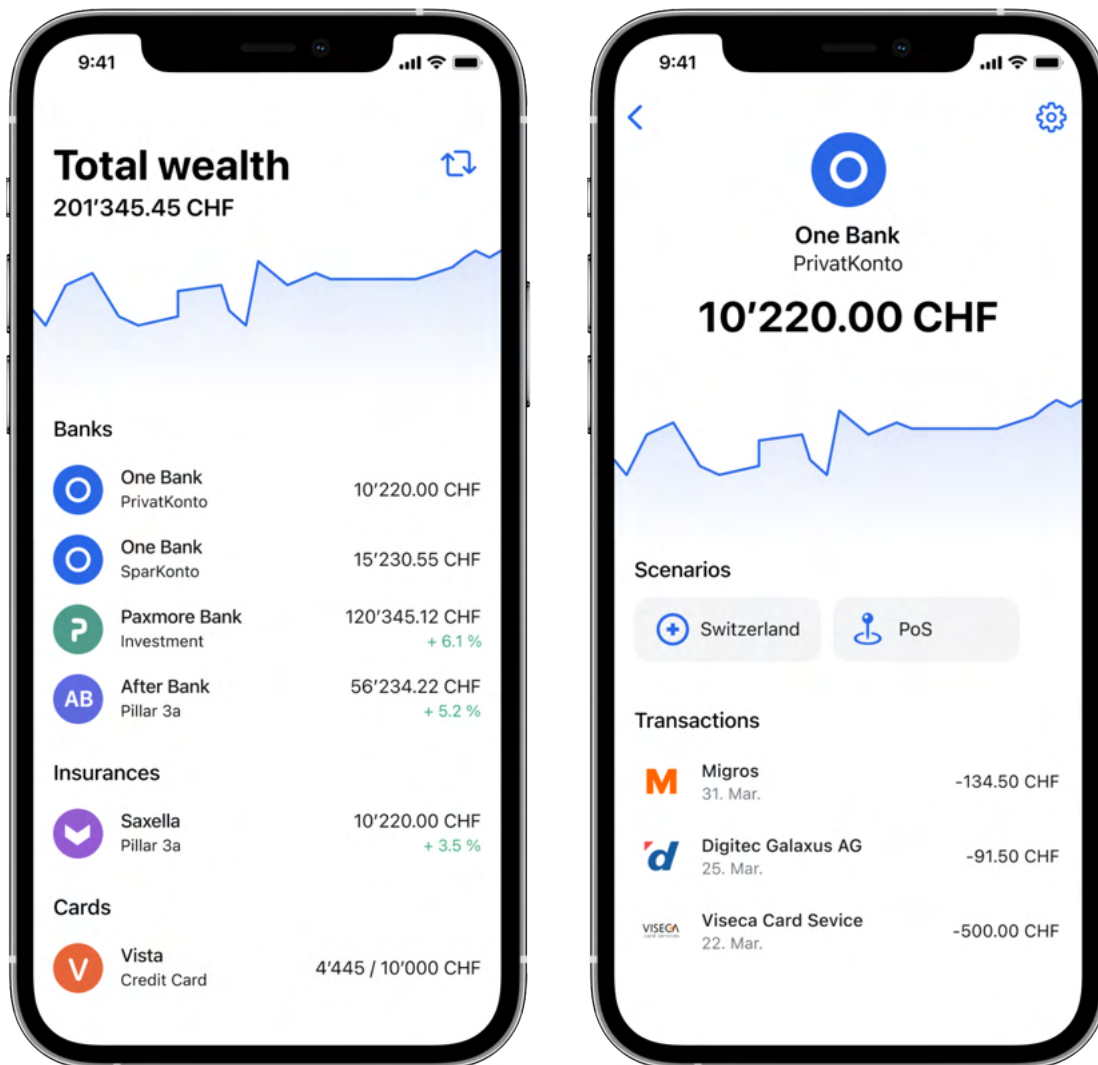 9:41
Total wealth
201'345.45 CHF
Banks
One Bank
PrivatKonto
10'220.00 CHF
One Bank
SparKonto
15'230.55 CHF
Paxmore Bank
Investment
120'345.12 CHF
+ 6.1 %
AB
After Bank
Pillar 3a
56'234.22 CHF
+ 5.2 %
Insurances
Saxella
Pillar 3a
10'220.00 CHF
+ 3.5 %
Cards
V
Vista
Credit Card
4'445 / 10'000 CHF
9:41
One Bank
PrivatKonto
10'220.00 CHF
Scenarios
Switzerland
PoS
Transactions
M
Migros
31. Mar.
-134.50 CHF
d
Digitec Galaxus AG
25. Mar.
-91.50 CHF
VISECA
card services
Viseca Card Sevice
22. Mar.
-500.00 CHF